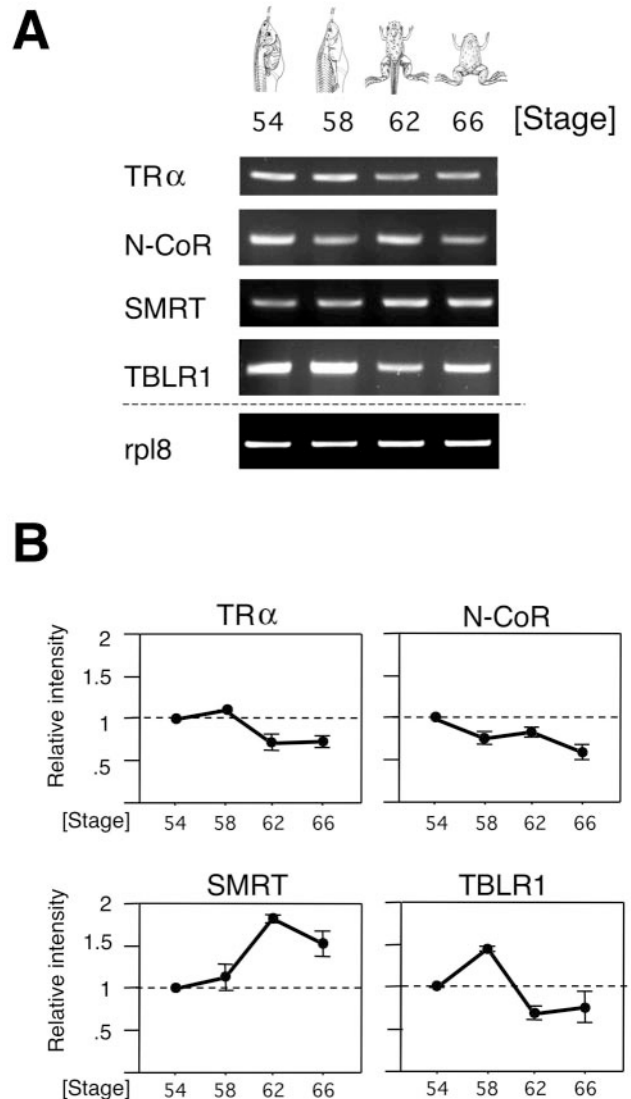 A
54 58 62 66 [Stage]
TRα
N-CoR
SMRT
TBLR1
rpl8
B
TRα N-CoR
Relative intensity
2
1.5
1
.5
[Stage] 54 58 62 66 54 58 62 66
SMRT TBLR1
Relative intensity
2
1.5
1
.5
[Stage] 54 58 62 66 54 58 62 66